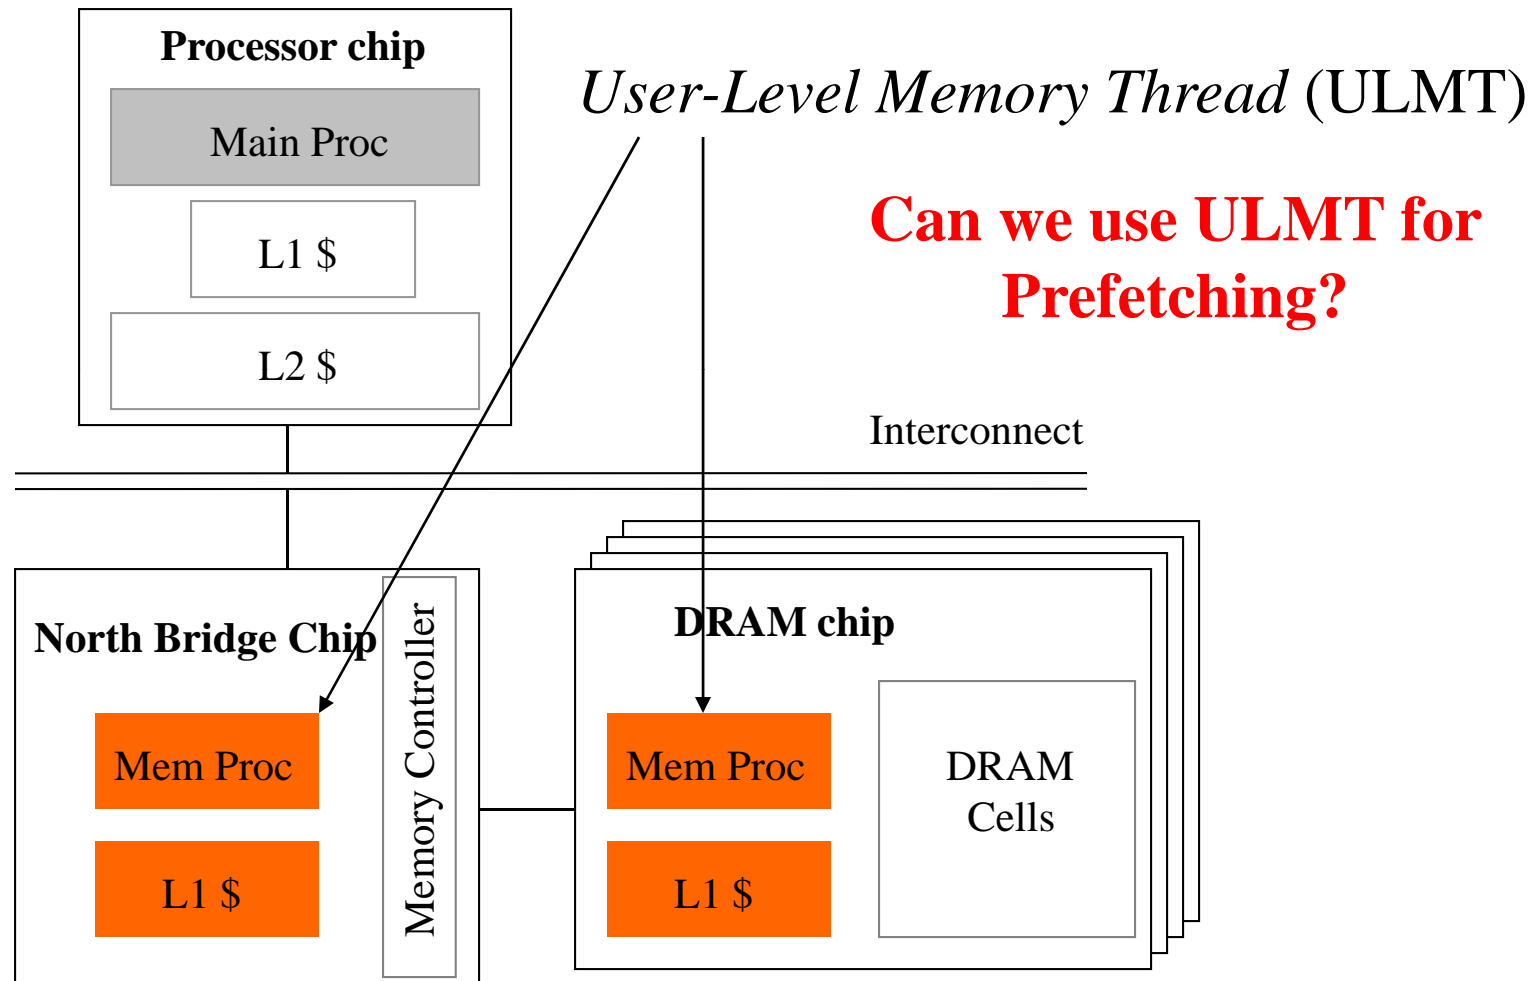 Processor chip
Main Proc
L1 $
L2 $
User-Level Memory Thread (ULMT)
Can we use ULMT for
Prefetching?
Interconnect
North Bridge Chip
Mem Proc
L1 $
Memory Controller
DRAM chip
Mem Proc
L1 $
DRAM
Cells